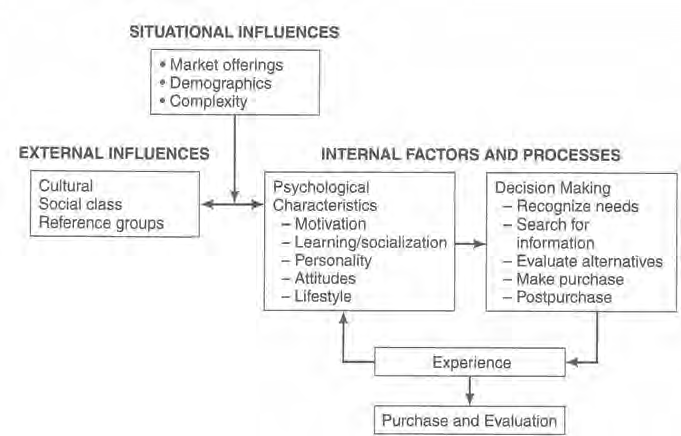 SITUATIONAL INFLUENCES
• Market offerings
• Demographics
• Complexity
EXTERNAL INFLUENCES
Cultural
Social class
Reference groups
INTERNAL FACTORS AND PROCESSES
Psychological
Characteristics
– Motivation
– Learning/socialization
– Personality
– Attitudes
– Lifestyle
Decision Making
– Recognize needs
– Search for
information
– Evaluate alternatives
– Make purchase
– Postpurchase
Experience
Purchase and Evaluation